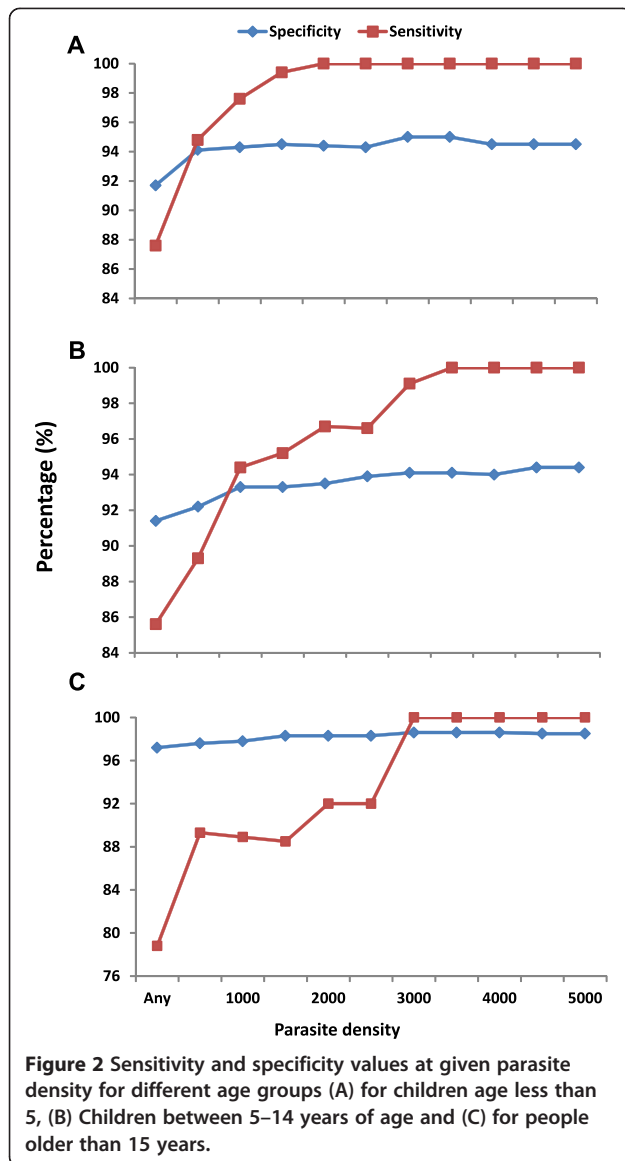 Specificity Sensitivity
A
100
98
96
94
92
90
88
86
84
B
100
98
96
94
92
90
88
86
84
Percentage (%)
C
100
96
92
88
84
80
76
Any 1000 2000 3000 4000 5000
Parasite density
Figure 2 Sensitivity and specificity values at given parasite
density for different age groups (A) for children age less than
5, (B) Children between 5–14 years of age and (C) for people
older than 15 years.